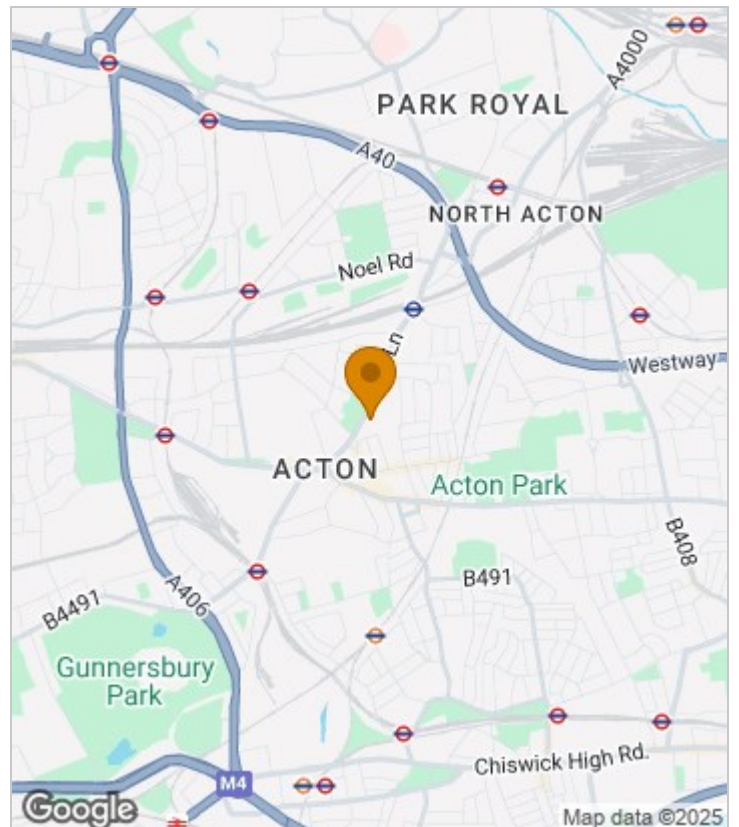 A4000
PARK ROYAL
A40
NORTH ACTON
Noel Rd
Ln
Westway
ACTON
Acton Park
B408
B491
A406
B4491
Gunnersbury
Park
Chiswick High Rd.
M4
Google
Map data ©2025